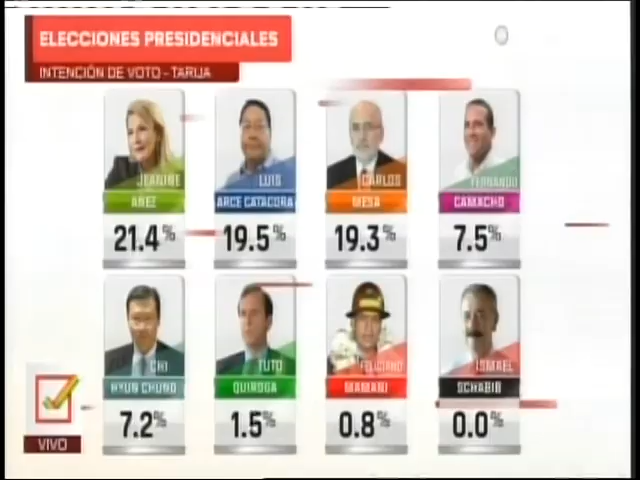 ELECCIONES PRESIDENCIALES
INTENCIÓN DE VOTO - TARIJA
JEANINE
AÑEZ
21.4%
LUIS
ARCE CATACORA
19.5%
CARLOS
MESA
19.3%
FERNANDO
CAMACHO
7.5%
CHI
HYUN CHUNG
7.2%
TUTO
QUIROGA
1.5%
FELICIANO
MAMANI
0.8%
ISMAEL
SCHABIB
0.0%
VIVO